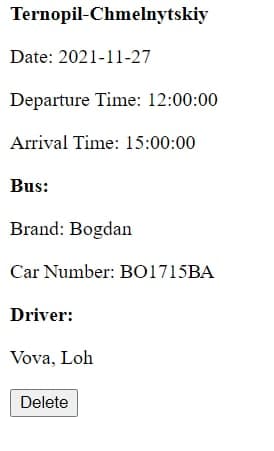 Ternopil-Chmelnytskiy
Date: 2021-11-27
Departure Time: 12:00:00
Arrival Time: 15:00:00
Bus:
Brand: Bogdan
Car Number: BO1715BA
Driver:
Vova, Loh
Delete